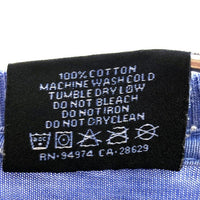 100% COTTON
MACHINE WASH COLD
TUMBLE DRY LOW
DO NOT BLEACH
DO NOT IRON
DO NOT DRYCLEAN
RN·94974 CA·28629